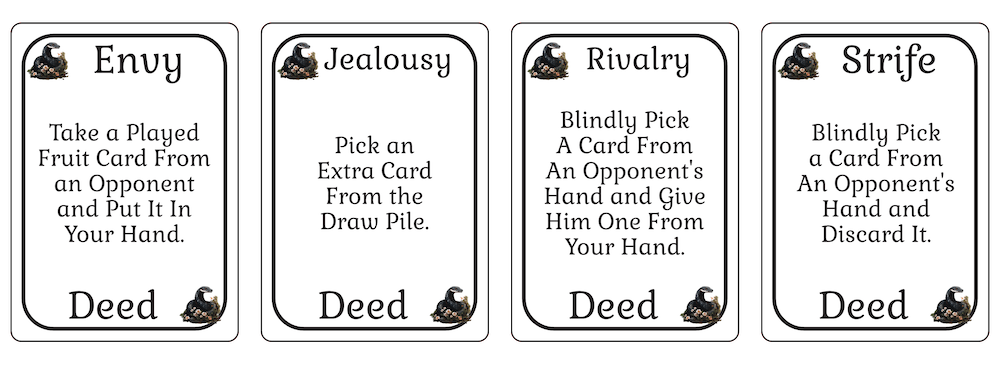 Envy
Take a Played
Fruit Card From
an Opponent
and Put It In
Your Hand.
Deed
Jealousy
Pick an
Extra Card
From the
Draw Pile.
Deed
Rivalry
Blindly Pick
A Card From
An Opponent's
Hand and Give
Him One From
Your Hand.
Deed
Strife
Blindly Pick
a Card From
An Opponent's
Hand and
Discard It.
Deed